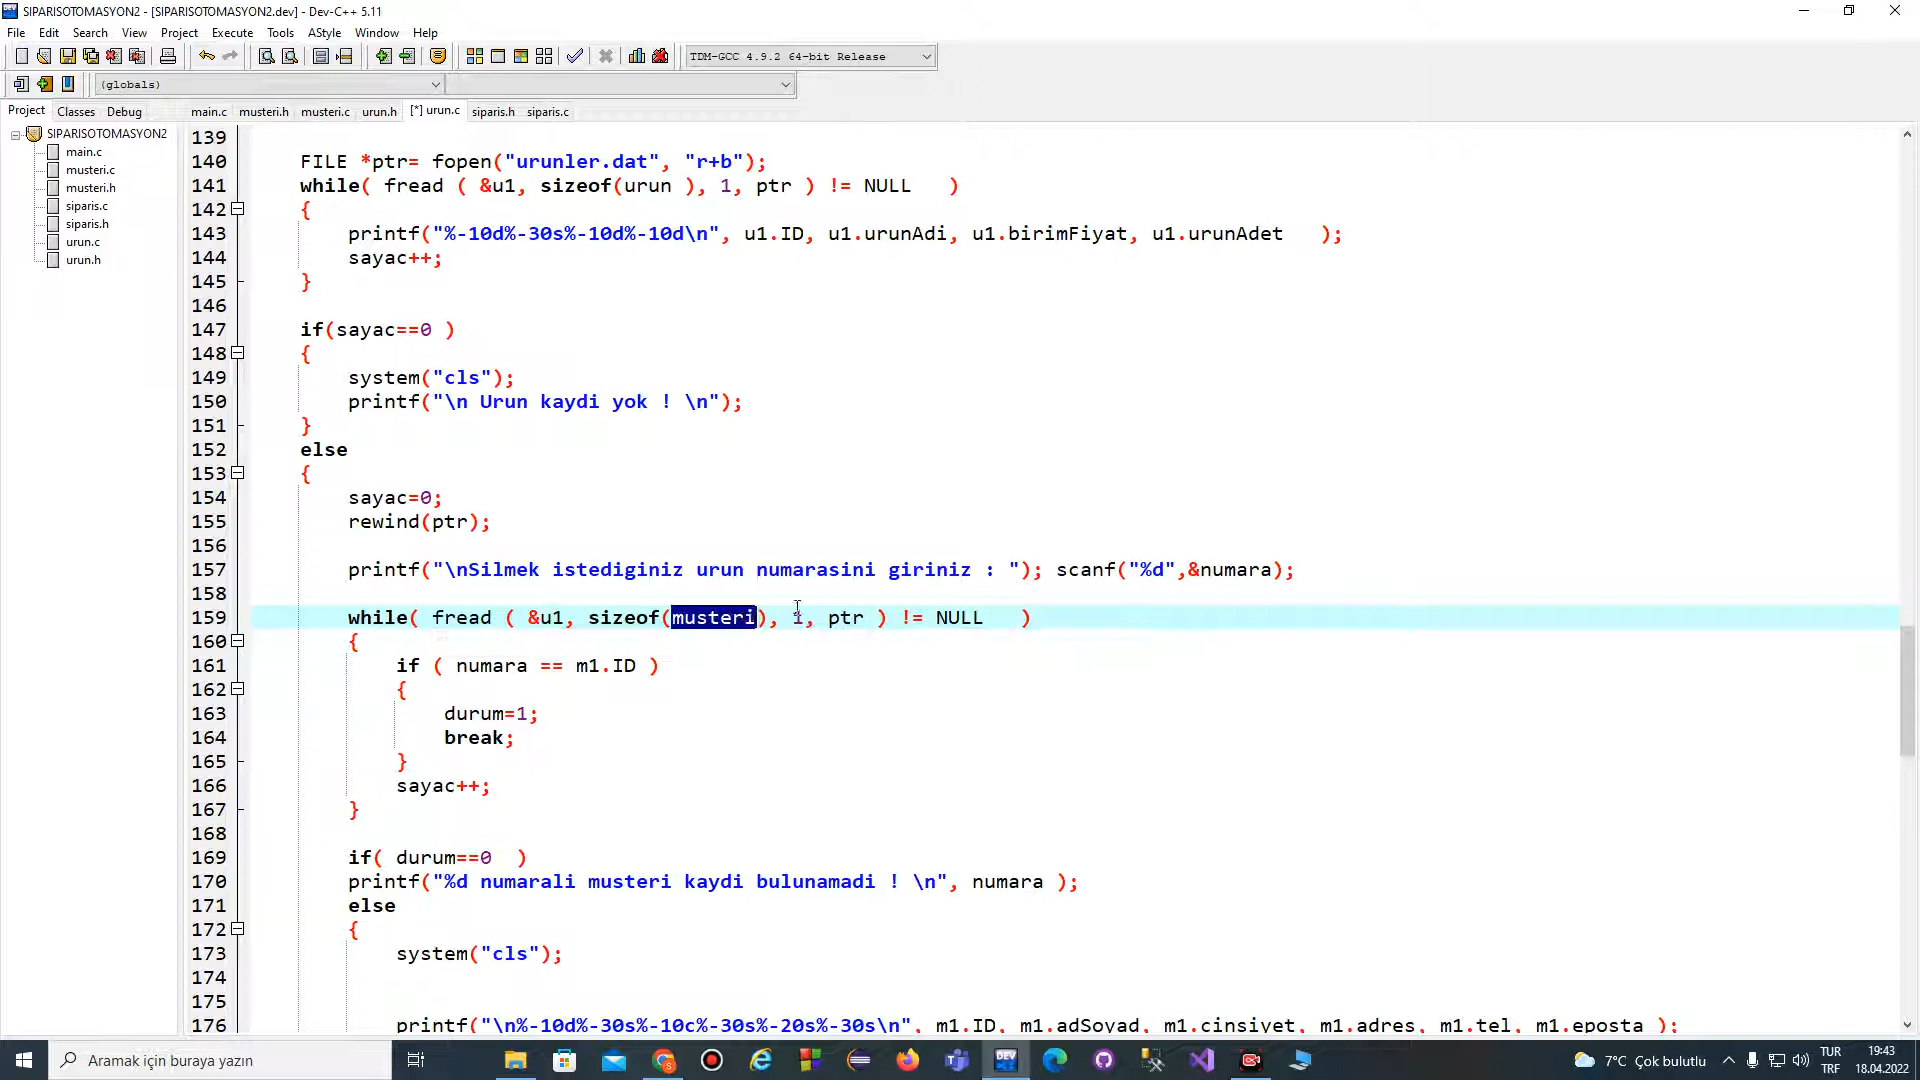 SIPARISOTOMASYON2 - [SIPARISOTOMASYON2.dev] - Dev-C++ 5.11
File Edit Search View Project Execute Tools AStyle Window Help
TDM-GCC 4.9.2 64-bit Release
(globals)
Project Classes Debug main.c musteri.h musteri.c urun.h [*] urun.c siparis.h siparis.c
SIPARISOTOMASYON2
main.c
musteri.c
musteri.h
siparis.c
siparis.h
urun.c
urun.h
139
140 FILE *ptr= fopen("urunler.dat", "r+b");
141 while( fread ( &u1, sizeof(urun ), 1, ptr ) != NULL )
142 {
143 printf("%-10d%-30s%-10d%-10d\n", u1.ID, u1.urunAdi, u1.birimFiyat, u1.urunAdet );
144 sayac++;
145 }
146
147 if(sayac==0 )
148 {
149 system("cls");
150 printf("\n Urun kaydi yok ! \n");
151 }
152 else
153 {
154 sayac=0;
155 rewind(ptr);
156
157 printf("\nSilmek istediginiz urun numarasini giriniz : "); scanf("%d",&numara);
158
159 while( fread ( &u1, sizeof(musteri), 1, ptr ) != NULL )
160 {
161 if ( numara == m1.ID )
162 {
163 durum=1;
164 break;
165 }
166 sayac++;
167 }
168
169 if( durum==0 )
170 printf("%d numarali musteri kaydi bulunamadi ! \n", numara );
171 else
172 {
173 system("cls");
174
175
176 printf("\n%-10d%-30s%-10c%-30s%-20s%-30s\n", m1.ID, m1.adSoyad, m1.cinsiyet, m1.adres, m1.tel, m1.eposta );
Aramak için buraya yazın
7°C Çok bulutlu
TUR
TRF
19:43
18.04.2022